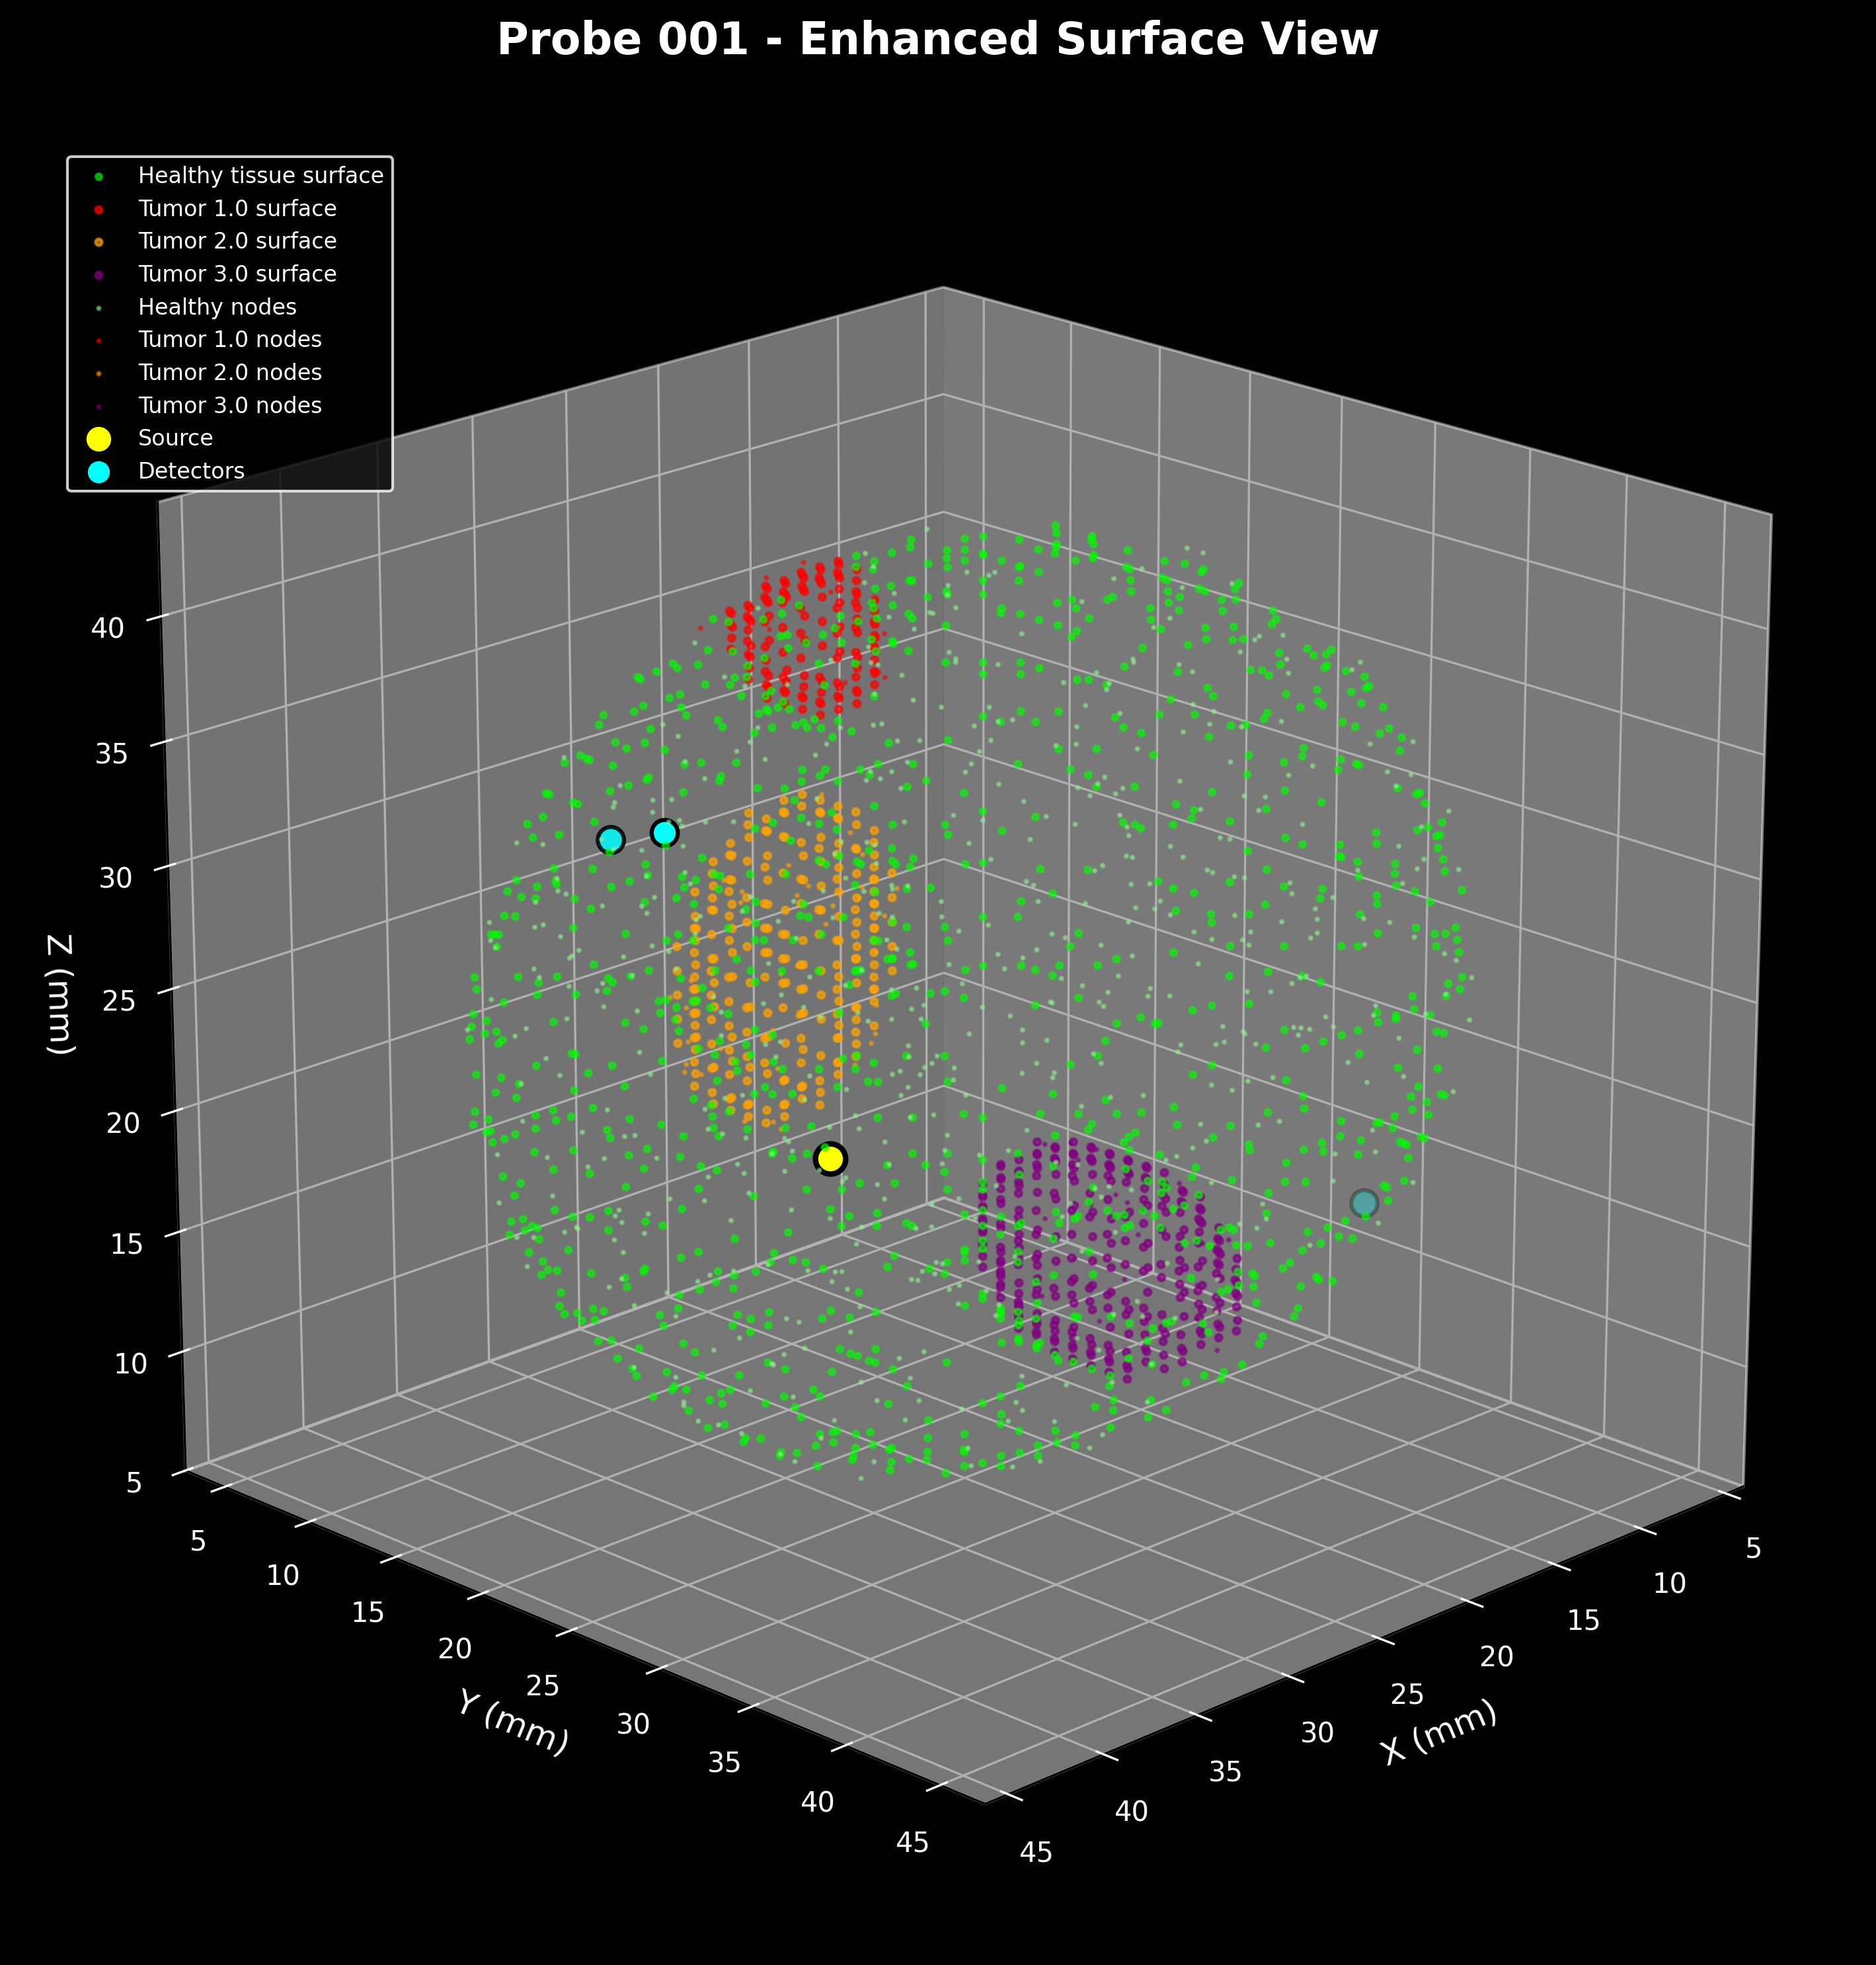 Probe 001 - Enhanced Surface View
Healthy tissue surface
Tumor 1.0 surface
Tumor 2.0 surface
Tumor 3.0 surface
Healthy nodes
Tumor 1.0 nodes
Tumor 2.0 nodes
Tumor 3.0 nodes
Source
Detectors
40
35
30
25
20
15
10
5
Z (mm)
5
10
15
20
25
30
35
40
45
Y (mm)
5
10
15
20
25
30
35
40
45
X (mm)